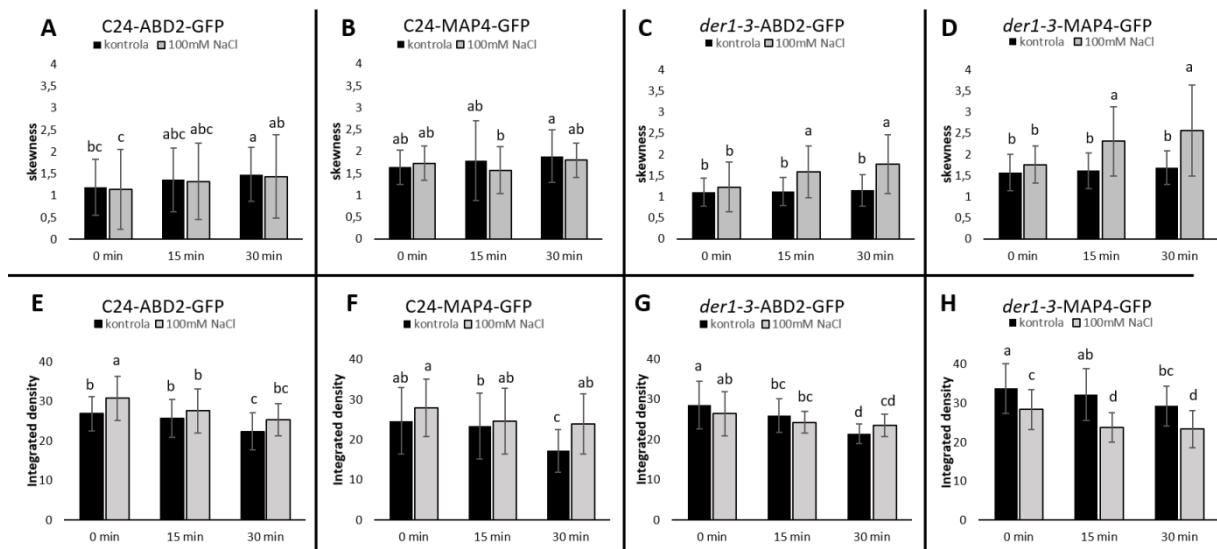 A C24-ABD2-GFP
kontrola 100mM NaCl
skewness
4
3,5
3
2,5
2
1,5
1
0,5
0
bc c abc abc a ab
0 min 15 min 30 min
B C24-MAP4-GFP
kontrola 100mM NaCl
skewness
4
3,5
3
2,5
2
1,5
1
0,5
0
ab ab ab b a ab
0 min 15 min 30 min
C der1-3-ABD2-GFP
kontrola 100mM NaCl
skewness
4
3,5
3
2,5
2
1,5
1
0,5
0
b b b a b a
0 min 15 min 30 min
D der1-3-MAP4-GFP
kontrola 100mM NaCl
skewness
4
3,5
3
2,5
2
1,5
1
0,5
0
b b b a b a
0 min 15 min 30 min
E C24-ABD2-GFP
kontrola 100mM NaCl
Integrated density
40
30
20
10
0
b a b b c bc
0 min 15 min 30 min
F C24-MAP4-GFP
kontrola 100mM NaCl
Integrated density
40
30
20
10
0
ab a b ab c ab
0 min 15 min 30 min
G der1-3-ABD2-GFP
kontrola 100mM NaCl
Integrated density
40
30
20
10
0
a ab bc bc d cd
0 min 15 min 30 min
H der1-3-MAP4-GFP
kontrola 100mM NaCl
Integrated density
40
30
20
10
0
a c ab d bc d
0 min 15 min 30 min